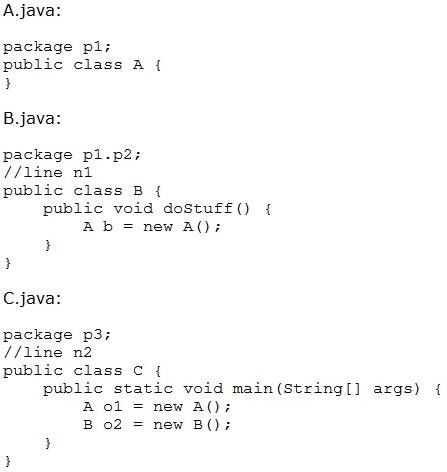 A.java:
package p1;
public class A {
}
B.java:
package p1.p2;
//line n1
public class B {
    public void doStuff() {
        A b = new A();
    }
}
C.java:
package p3;
//line n2
public class C {
    public static void main(String[] args) {
        A o1 = new A();
        B o2 = new B();
    }
}